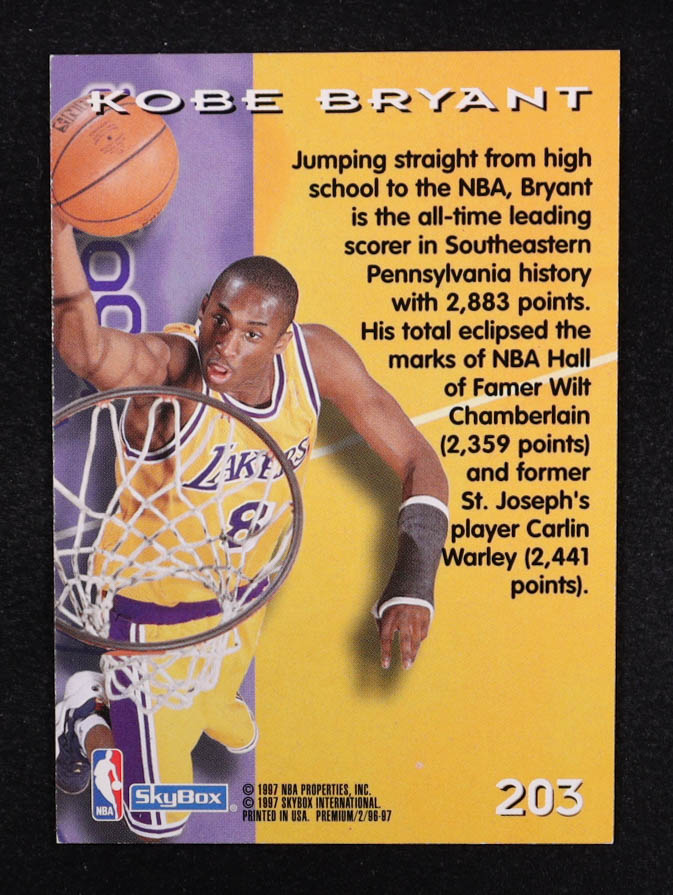 KOBE BRYANT
Jumping straight from high
school to the NBA, Bryant
is the all-time leading
scorer in Southeastern
Pennsylvania history
with 2,883 points.
His total eclipsed the
marks of NBA Hall
of Famer Wilt
Chamberlain
(2,359 points)
and former
St. Joseph's
player Carlin
Warley (2,441
points).
LAKERS
8
NBA
SkyBox®
© 1997 NBA PROPERTIES, INC.
© 1997 SKYBOX INTERNATIONAL.
PRINTED IN USA. PREMIUM/2/96-97
203